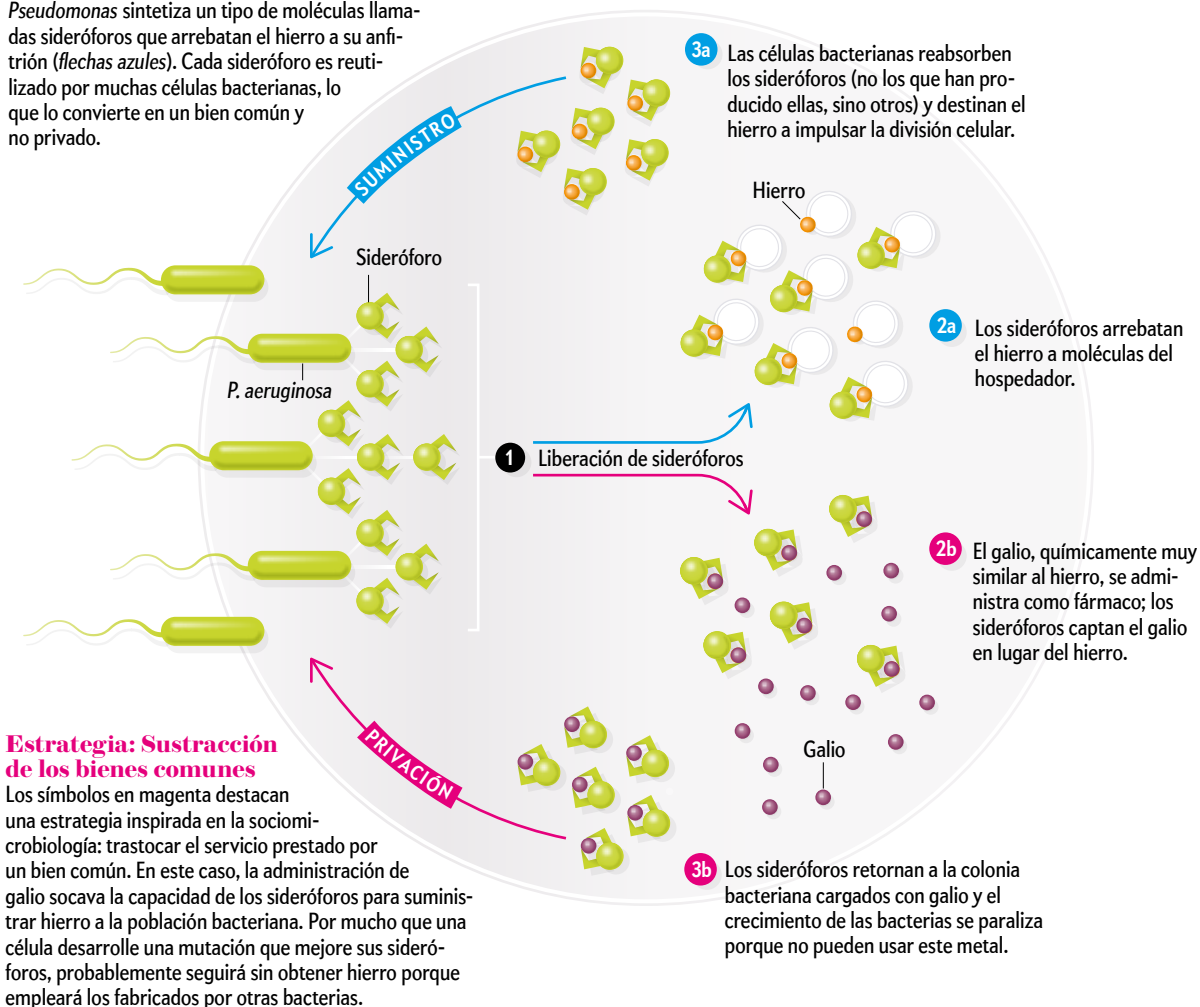 Pseudomonas sintetiza un tipo de moléculas llama-
das sideróforos que arrebatan el hierro a su anfi-
trión (flechas azules). Cada sideróforo es reuti-
lizado por muchas células bacterianas, lo
que lo convierte en un bien común y
no privado.
SUMINISTRO
3a
Las células bacterianas reabsorben
los sideróforos (no los que han pro-
ducido ellas, sino otros) y destinan el
hierro a impulsar la división celular.
Hierro
Sideróforo
P. aeruginosa
2a
Los sideróforos arrebatan
el hierro a moléculas del
hospedador.
1
Liberación de sideróforos
2b
El galio, químicamente muy
similar al hierro, se admi-
nistra como fármaco; los
sideróforos captan el galio
en lugar del hierro.
Galio
PRIVACIÓN
3b
Los sideróforos retornan a la colonia
bacteriana cargados con galio y el
crecimiento de las bacterias se paraliza
porque no pueden usar este metal.
Estrategia: Sustracción
de los bienes comunes
Los símbolos en magenta destacan
una estrategia inspirada en la sociomi-
crobiología: trastocar el servicio prestado por
un bien común. En este caso, la administración de
galio socava la capacidad de los sideróforos para suminis-
trar hierro a la población bacteriana. Por mucho que una
célula desarrolle una mutación que mejore sus sideró-
foros, probablemente seguirá sin obtener hierro porque
empleará los fabricados por otras bacterias.